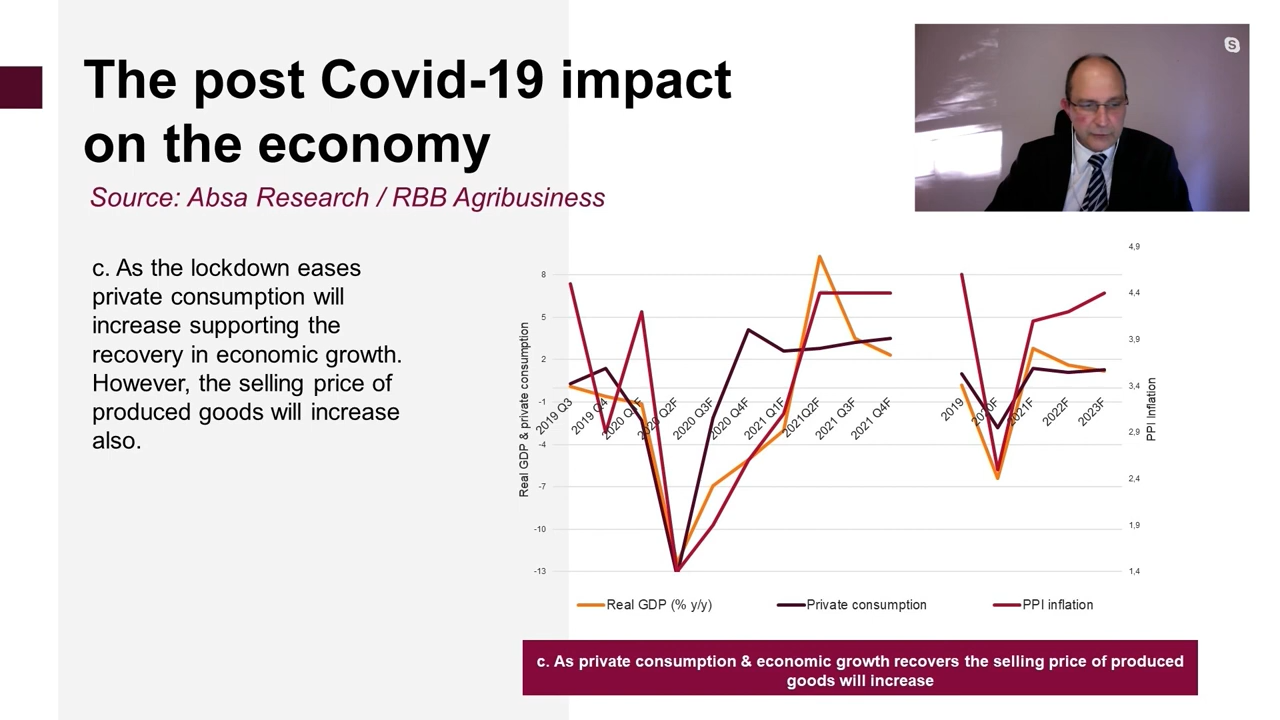 The post Covid-19 impact
on the economy
Source: Absa Research / RBB Agribusiness
c. As the lockdown eases
private consumption will
increase supporting the
recovery in economic growth.
However, the selling price of
produced goods will increase
also.
Real GDP & private consumption
8
5
2
-1
-4
-7
-10
-13
2019 Q3
2019 Q4
2020 Q1F
2020 Q2F
2020 Q3F
2020 Q4F
2021 Q1F
2021Q2F
2021 Q3F
2021 Q4F
2019
2020F
2021F
2022F
2023F
4,9
4,4
3,9
3,4
2,9
2,4
1,9
1,4
PPI Inflation
Real GDP (% y/y)
Private consumption
PPI inflation
c. As private consumption & economic growth recovers the selling price of produced
goods will increase